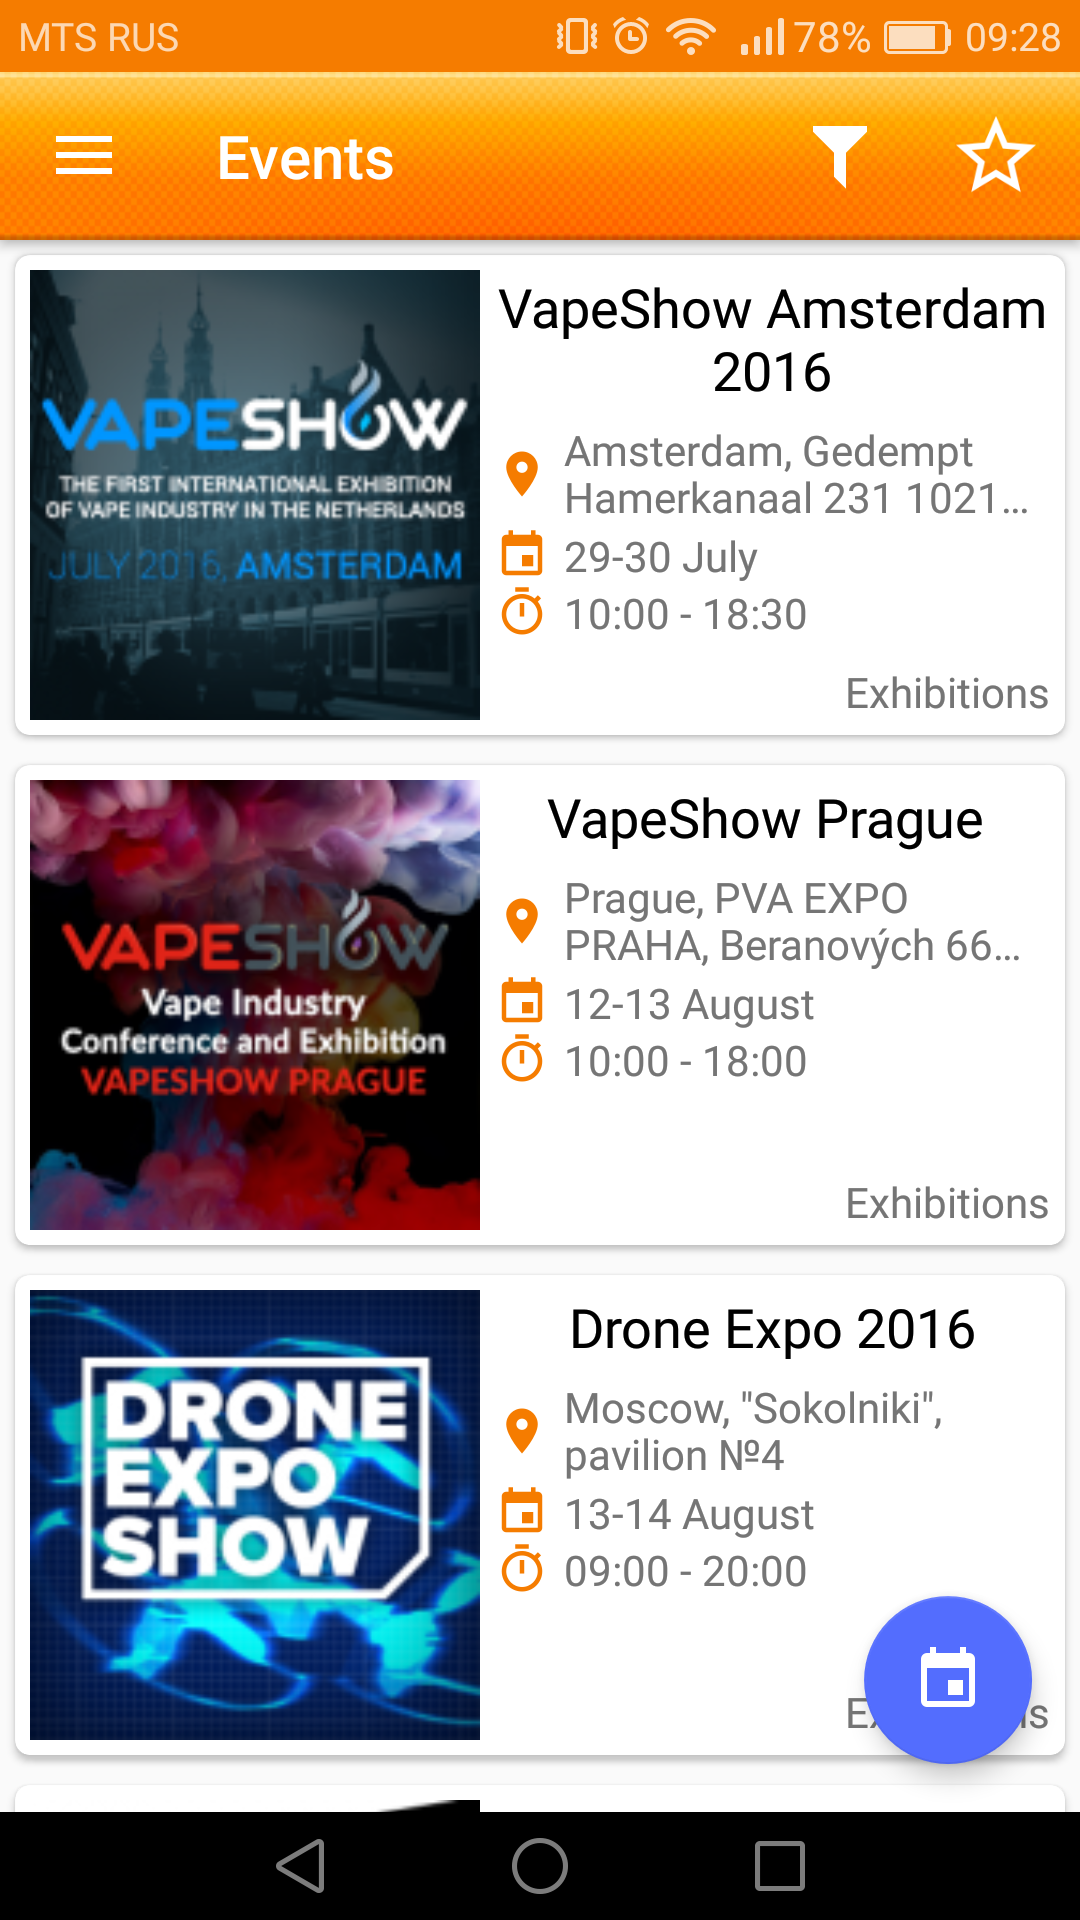 MTS RUS 78% 09:28
Events
VAPESHOW
THE FIRST INTERNATIONAL EXHIBITION
OF VAPE INDUSTRY IN THE NETHERLANDS
JULY 2016, AMSTERDAM
VapeShow Amsterdam
2016
Amsterdam, Gedempt
Hamerkanaal 231 1021...
29-30 July
10:00 - 18:30
Exhibitions
VAPESHOW
Vape Industry
Conference and Exhibition
VAPESHOW PRAGUE
VapeShow Prague
Prague, PVA EXPO
PRAHA, Beranových 66...
12-13 August
10:00 - 18:00
Exhibitions
DRONE
EXPO
SHOW
Drone Expo 2016
Moscow, "Sokolniki",
pavilion №4
13-14 August
09:00 - 20:00